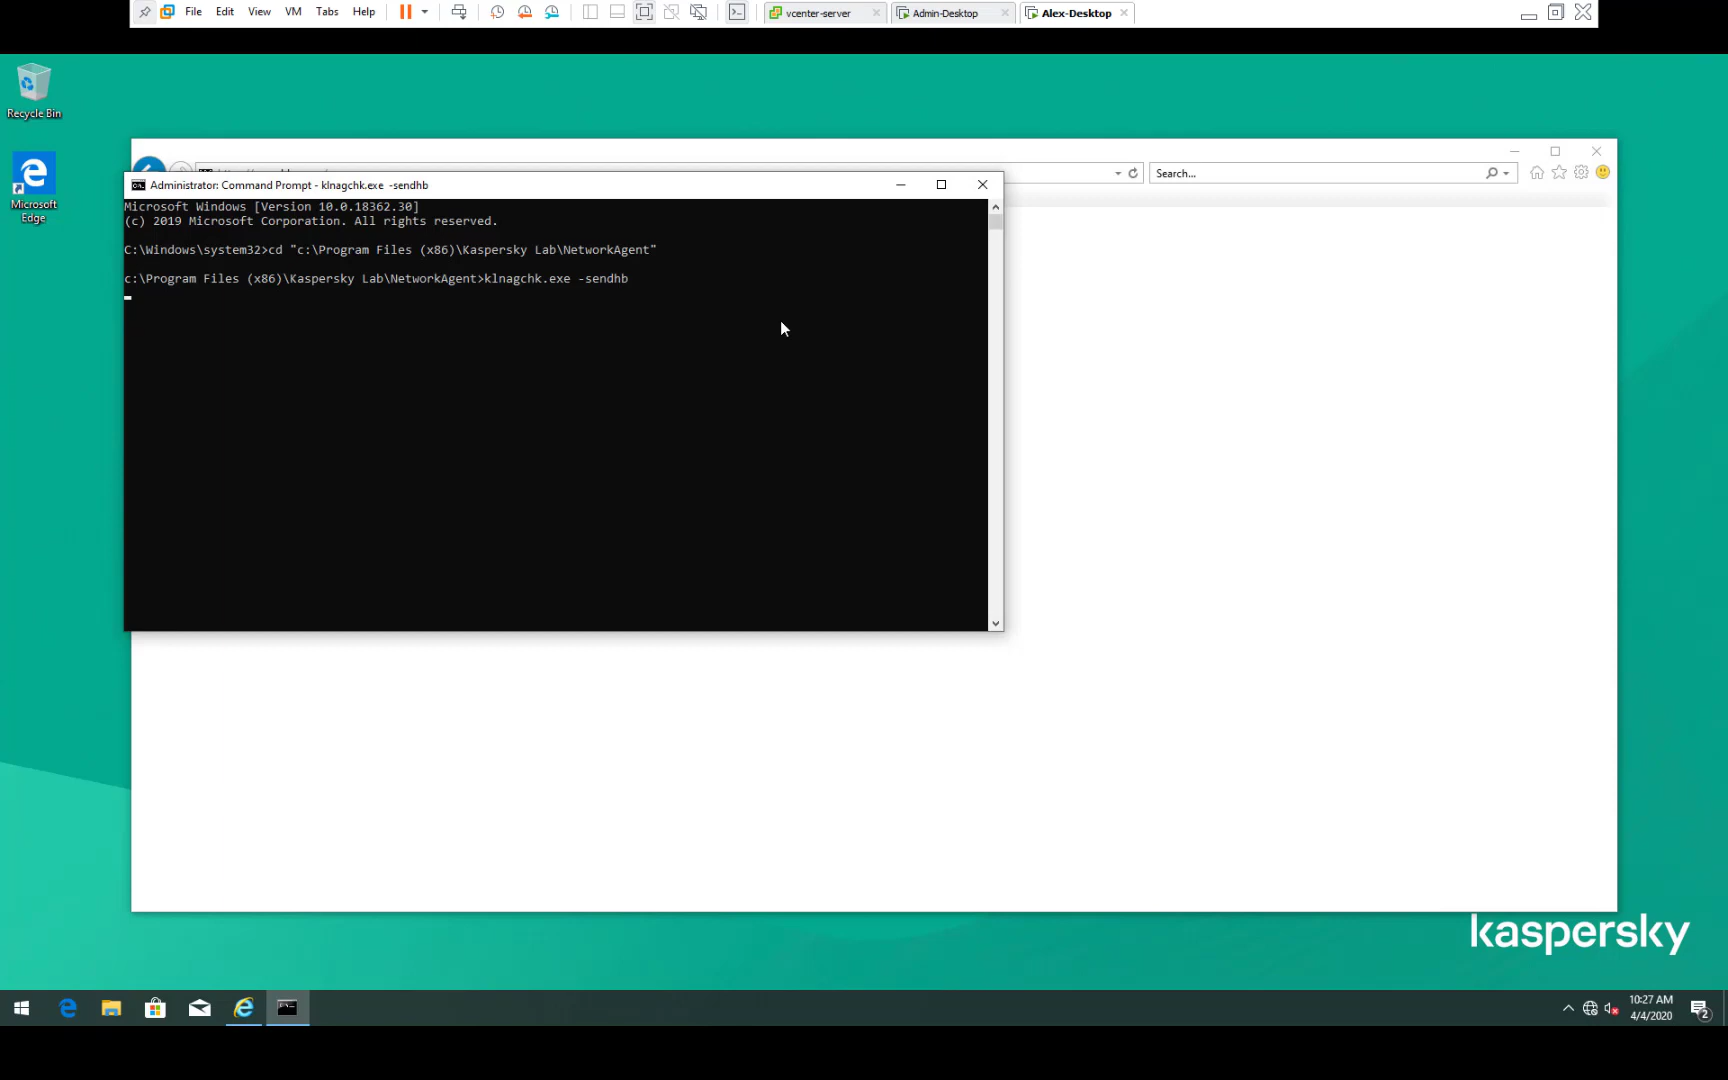 File Edit View VM Tabs Help
vcenter-server
Admin-Desktop
Alex-Desktop
Recycle Bin
Microsoft
Edge
Search...
Administrator: Command Prompt - klnagchk.exe -sendhb
Microsoft Windows [Version 10.0.18362.30]
(c) 2019 Microsoft Corporation. All rights reserved.
C:\Windows\system32>cd "c:\Program Files (x86)\Kaspersky Lab\NetworkAgent"
c:\Program Files (x86)\Kaspersky Lab\NetworkAgent>klnagchk.exe -sendhb
kaspersky
10:27 AM
4/4/2020
2